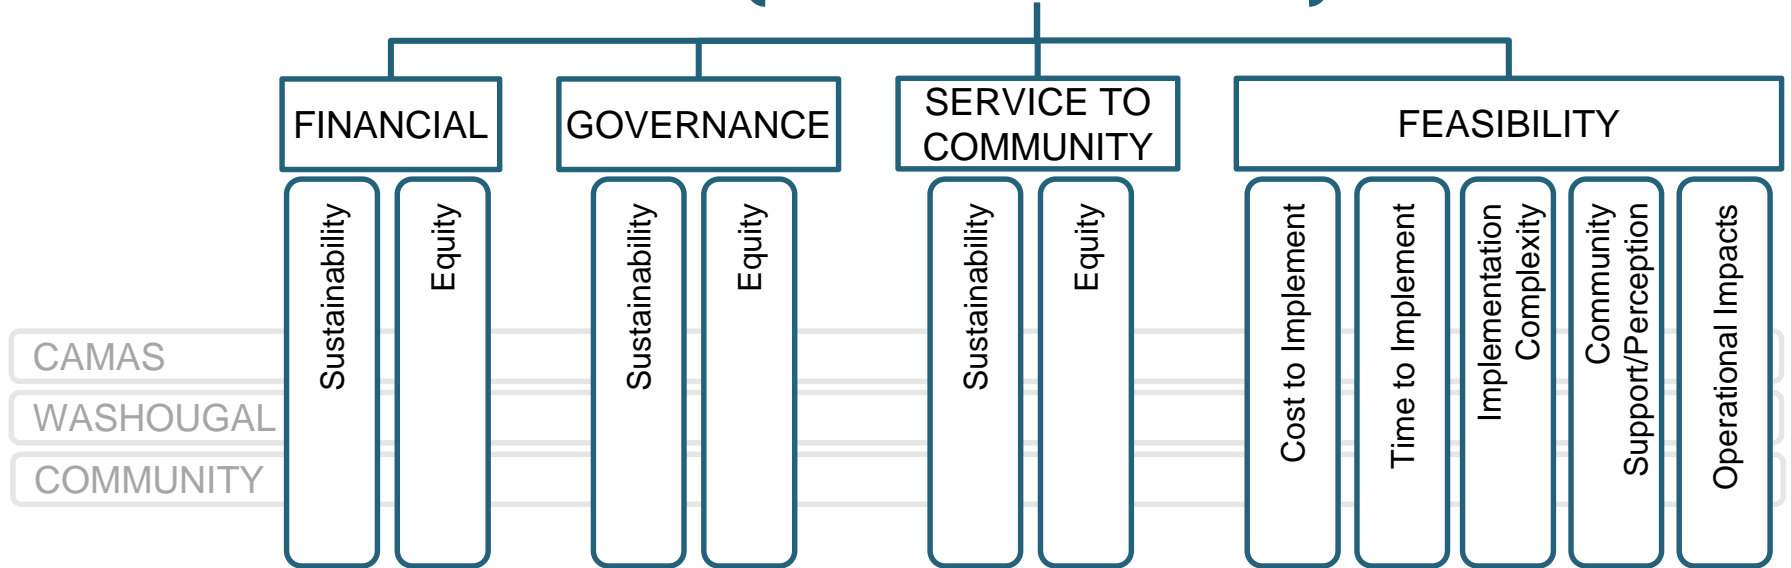 FINANCIAL
GOVERNANCE
SERVICE TO
COMMUNITY
FEASIBILITY
Sustainability
Equity
Sustainability
Equity
Sustainability
Equity
Cost to Implement
Time to Implement
Implementation
Complexity
Community
Support/Perception
Operational Impacts
CAMAS
WASHOUGAL
COMMUNITY